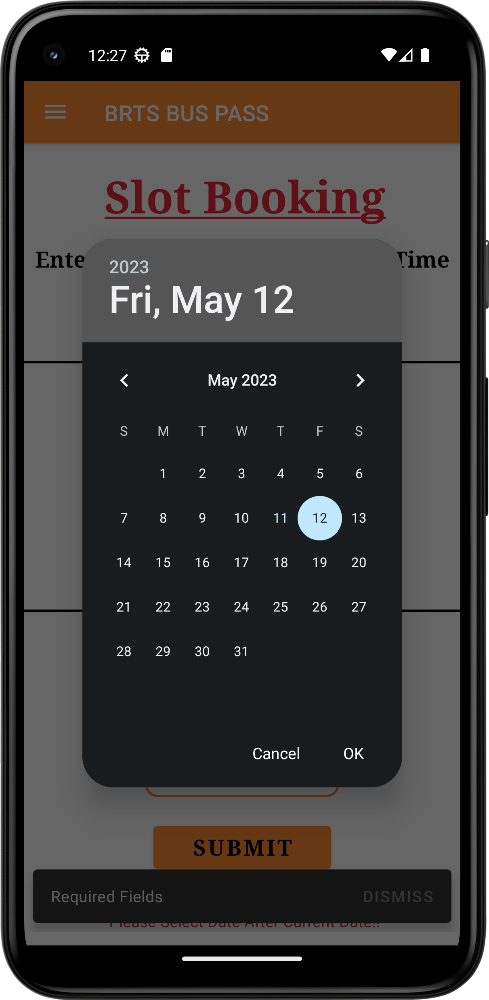 12:27
BRTS BUS PASS
Slot Booking
Time
2023
Fri, May 12
May 2023
S M T W T F S
1 2 3 4 5 6
7 8 9 10 11 12 13
14 15 16 17 18 19 20
21 22 23 24 25 26 27
28 29 30 31
Cancel OK
SUBMIT
Required Fields DISMISS
Please Select Date After Current Date!!